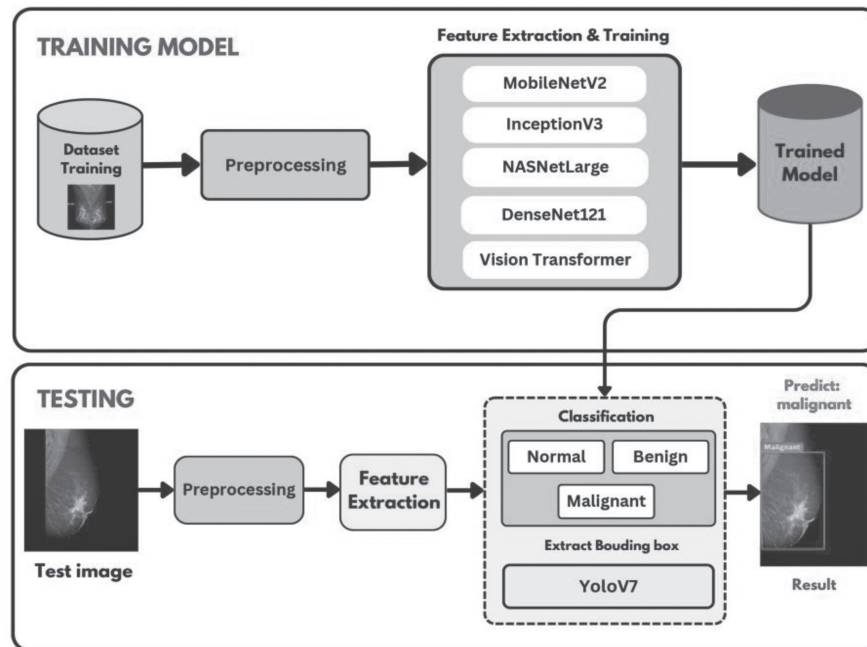 TRAINING MODEL
Feature Extraction & Training
Dataset
Training
Preprocessing
MobileNetV2
InceptionV3
NASNetLarge
DenseNet121
Vision Transformer
Trained
Model
TESTING
Test image
Preprocessing
Feature
Extraction
Classification
Normal
Benign
Malignant
Extract Bouding box
YoloV7
Predict:
malignant
Malignant
Result